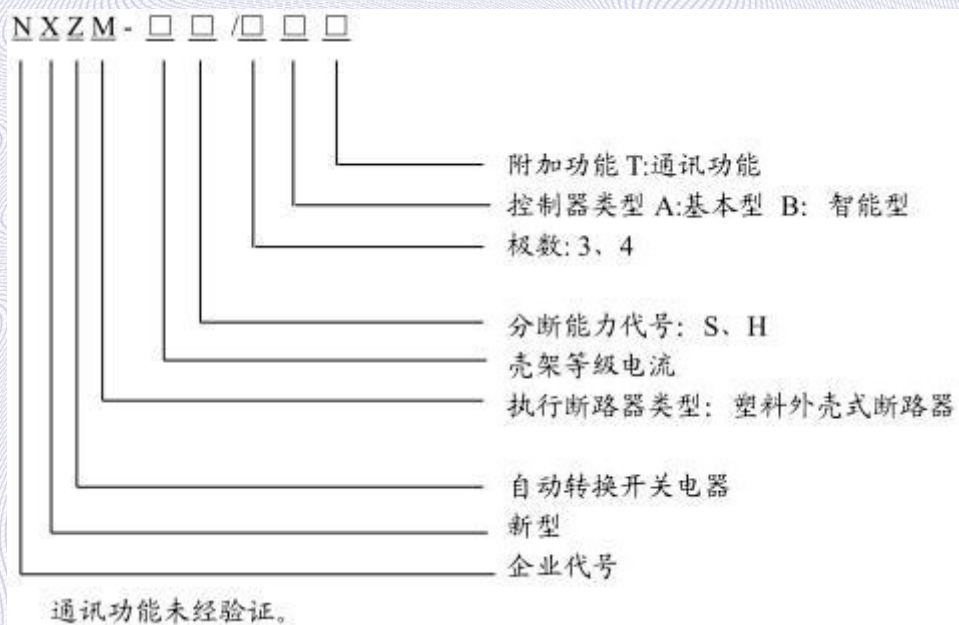 NXZM-□□/□□□
附加功能 T:通讯功能
控制器类型 A:基本型 B: 智能型
极数: 3、4
分断能力代号: S、H
壳架等级电流
执行断路器类型: 塑料外壳式断路器
自动转换开关电器
新型
企业代号
通讯功能未经验证。